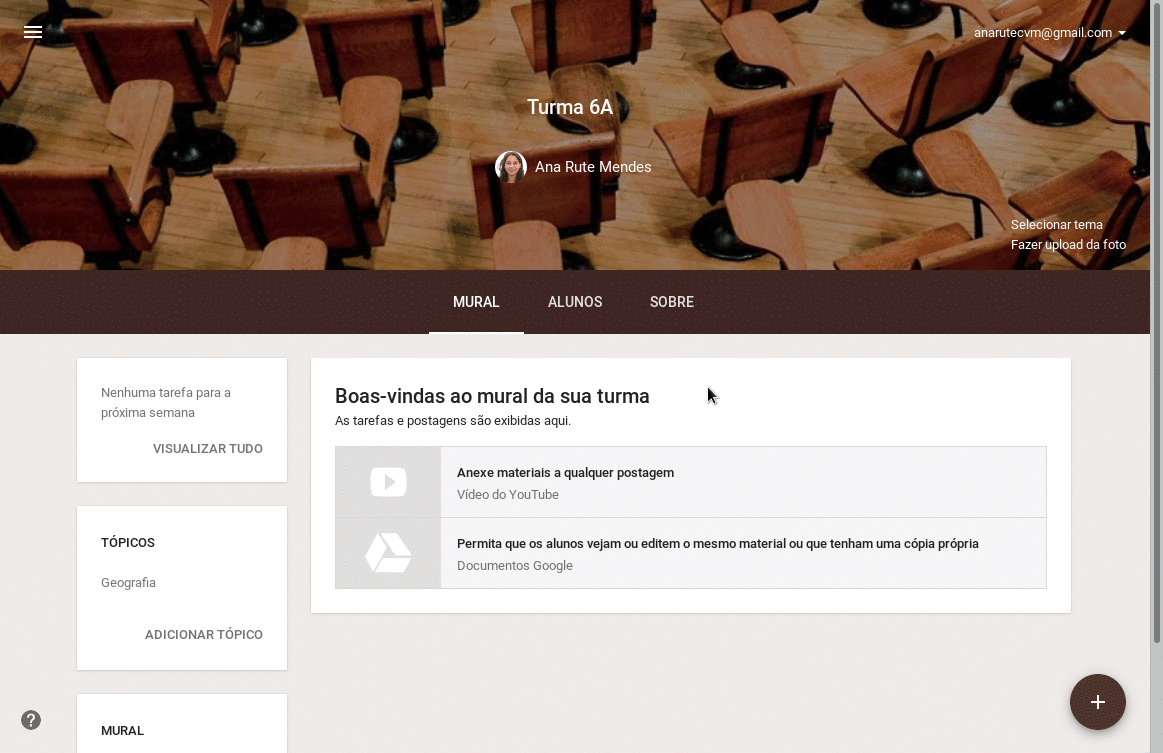 anarutecvm@gmail.com
Turma 6A
Ana Rute Mendes
Selecionar tema
Fazer upload da foto
MURAL
ALUNOS
SOBRE
Nenhuma tarefa para a
próxima semana
VISUALIZAR TUDO
TÓPICOS
Geografia
ADICIONAR TÓPICO
MURAL
Boas-vindas ao mural da sua turma
As tarefas e postagens são exibidas aqui.
Anexe materiais a qualquer postagem
Vídeo do YouTube
Permita que os alunos vejam ou editem o mesmo material ou que tenham uma cópia própria
Documentos Google